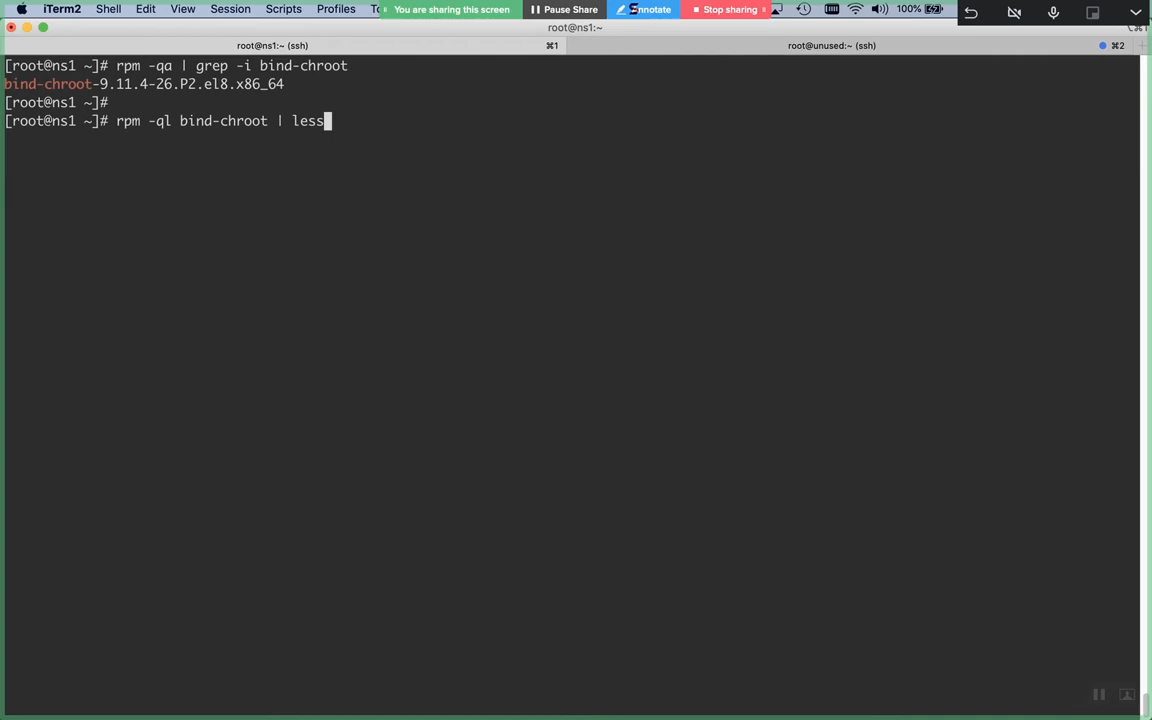 iTerm2 Shell Edit View Session Scripts Profiles You are sharing this screen Pause Share Annotate Stop sharing 100%
root@ns1:~
root@ns1:~ (ssh) ⌘1 root@unused:~ (ssh) ⌘2
[root@ns1 ~]# rpm -qa | grep -i bind-chroot
bind-chroot-9.11.4-26.P2.el8.x86_64
[root@ns1 ~]#
[root@ns1 ~]# rpm -ql bind-chroot | less